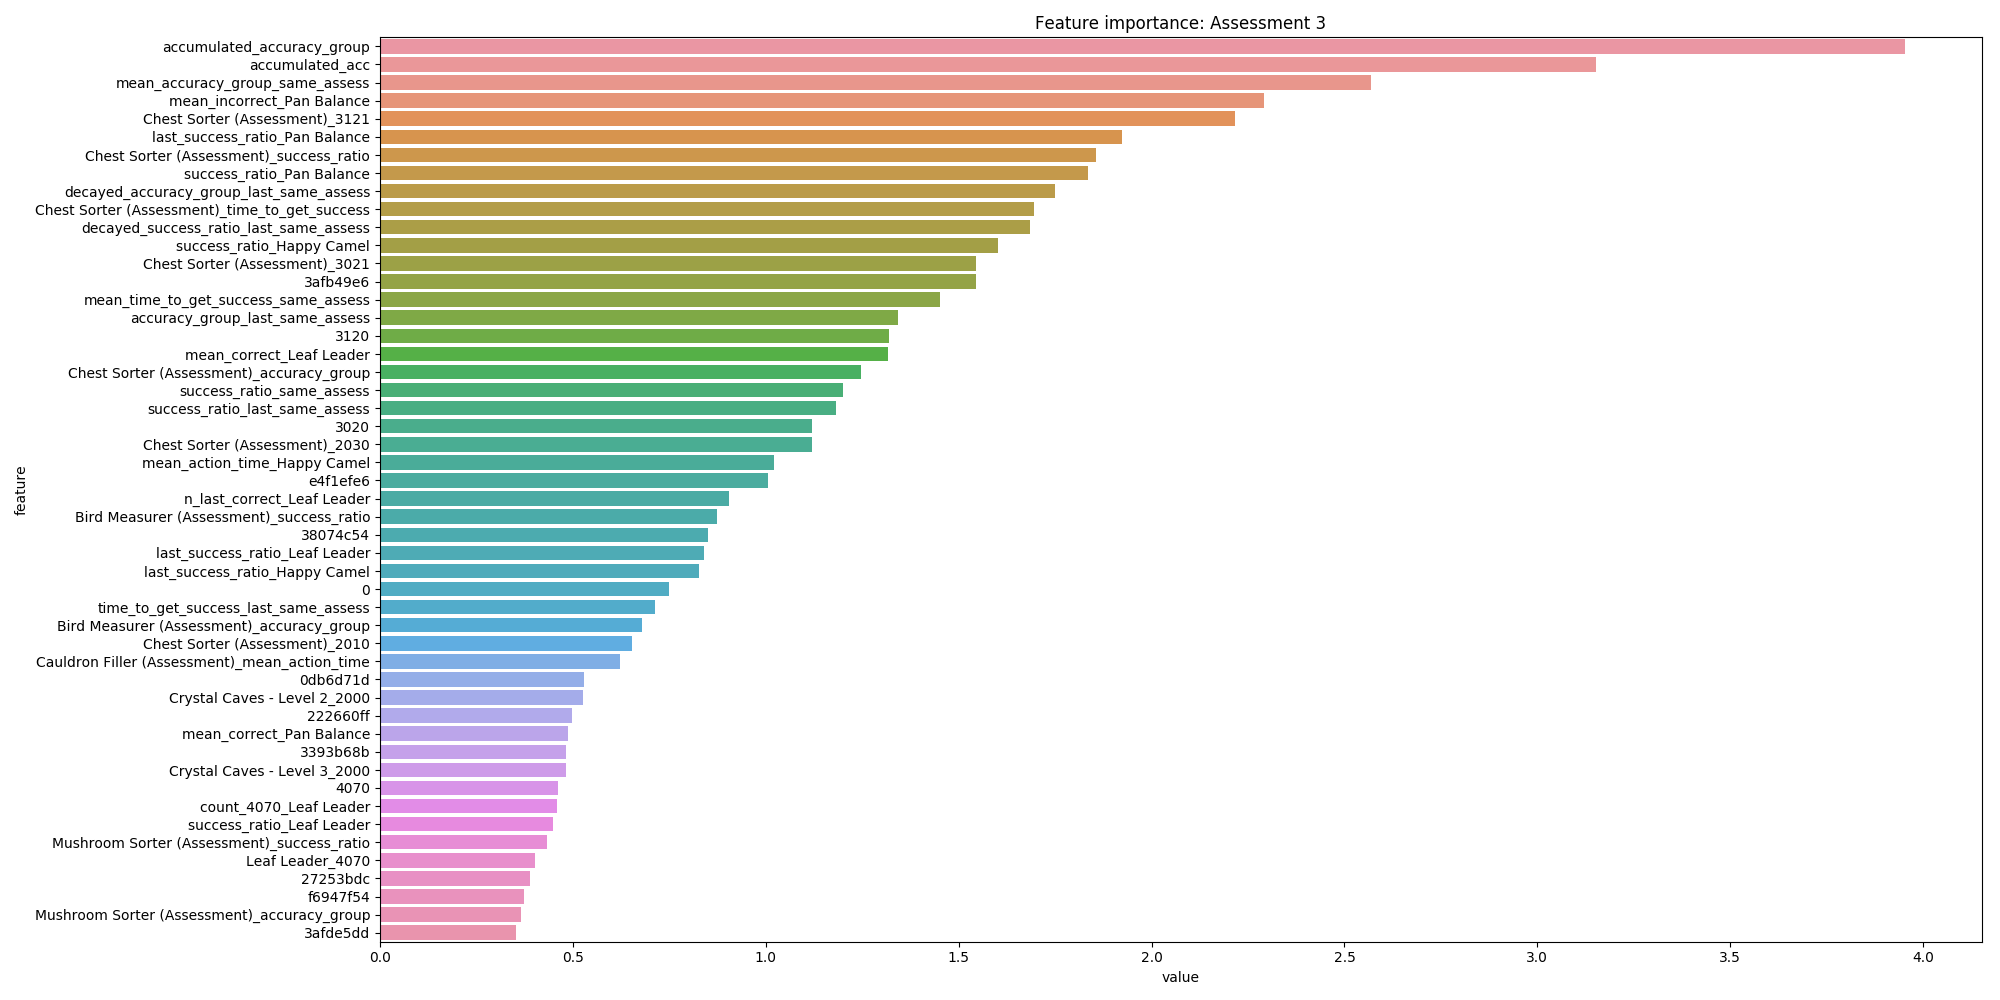 Feature importance: Assessment 3
accumulated_accuracy_group
accumulated_acc
mean_accuracy_group_same_assess
mean_incorrect_Pan Balance
Chest Sorter (Assessment)_3121
last_success_ratio_Pan Balance
Chest Sorter (Assessment)_success_ratio
success_ratio_Pan Balance
decayed_accuracy_group_last_same_assess
Chest Sorter (Assessment)_time_to_get_success
decayed_success_ratio_last_same_assess
success_ratio_Happy Camel
Chest Sorter (Assessment)_3021
3afb49e6
mean_time_to_get_success_same_assess
accuracy_group_last_same_assess
3120
mean_correct_Leaf Leader
Chest Sorter (Assessment)_accuracy_group
success_ratio_same_assess
success_ratio_last_same_assess
3020
Chest Sorter (Assessment)_2030
mean_action_time_Happy Camel
e4f1efe6
n_last_correct_Leaf Leader
Bird Measurer (Assessment)_success_ratio
38074c54
last_success_ratio_Leaf Leader
last_success_ratio_Happy Camel
0
time_to_get_success_last_same_assess
Bird Measurer (Assessment)_accuracy_group
Chest Sorter (Assessment)_2010
Cauldron Filler (Assessment)_mean_action_time
0db6d71d
Crystal Caves - Level 2_2000
222660ff
mean_correct_Pan Balance
3393b68b
Crystal Caves - Level 3_2000
4070
count_4070_Leaf Leader
success_ratio_Leaf Leader
Mushroom Sorter (Assessment)_success_ratio
Leaf Leader_4070
27253bdc
f6947f54
Mushroom Sorter (Assessment)_accuracy_group
3afde5dd
feature
0.0 0.5 1.0 1.5 2.0 2.5 3.0 3.5 4.0
value